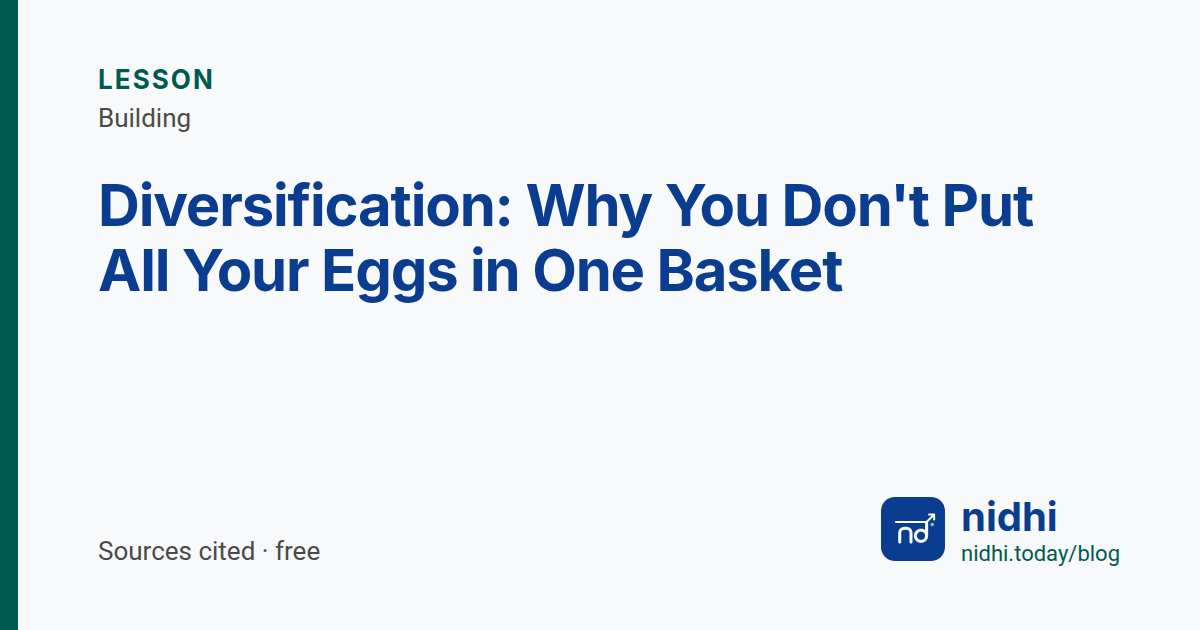 LESSON
Building
Diversification: Why You Don't Put
All Your Eggs in One Basket
Sources cited · free
nd
nidhi
nidhi.today/blog